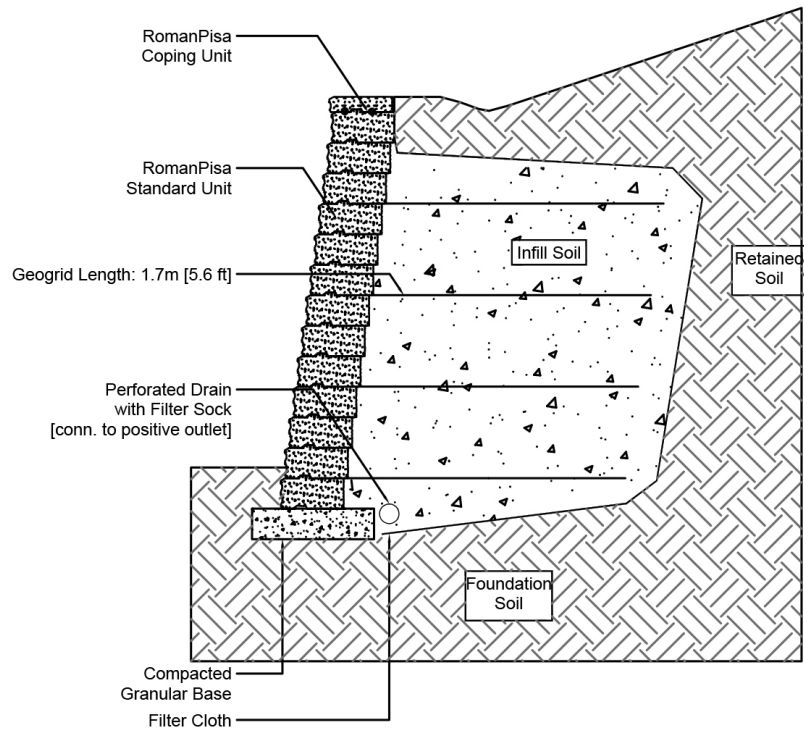 RomanPisa
Coping Unit
RomanPisa
Standard Unit
Infill Soil
Retained
Soil
Geogrid Length: 1.7m [5.6 ft]
Perforated Drain
with Filter Sock
[conn. to positive outlet]
Foundation
Soil
Compacted
Granular Base
Filter Cloth